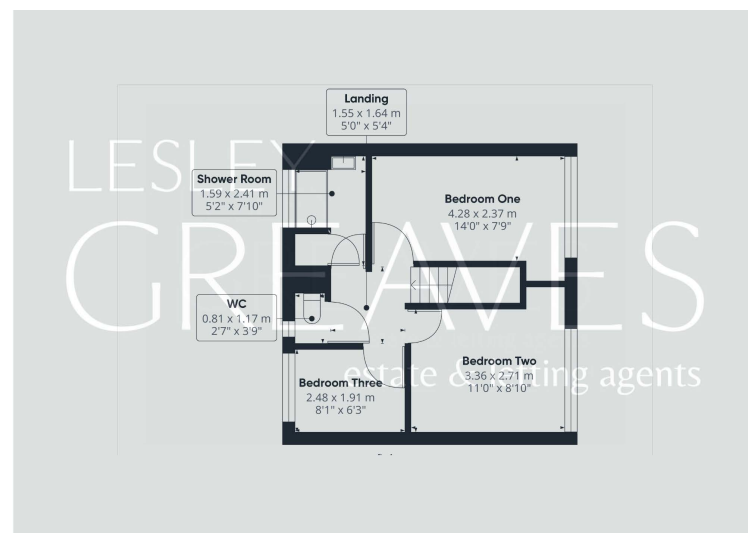 Landing
1.55 x 1.64 m
5'0" x 5'4"
LESLEY
Shower Room
1.59 x 2.41 m
5'2" x 7'10"
Bedroom One
4.28 x 2.37 m
14'0" x 7'9"
GREAVES
WC
0.81 x 1.17 m
2'7" x 3'9"
Bedroom Two
3.36 x 2.71 m
11'0" x 8'10"
estate & letting agents
Bedroom Three
2.48 x 1.91 m
8'1" x 6'3"